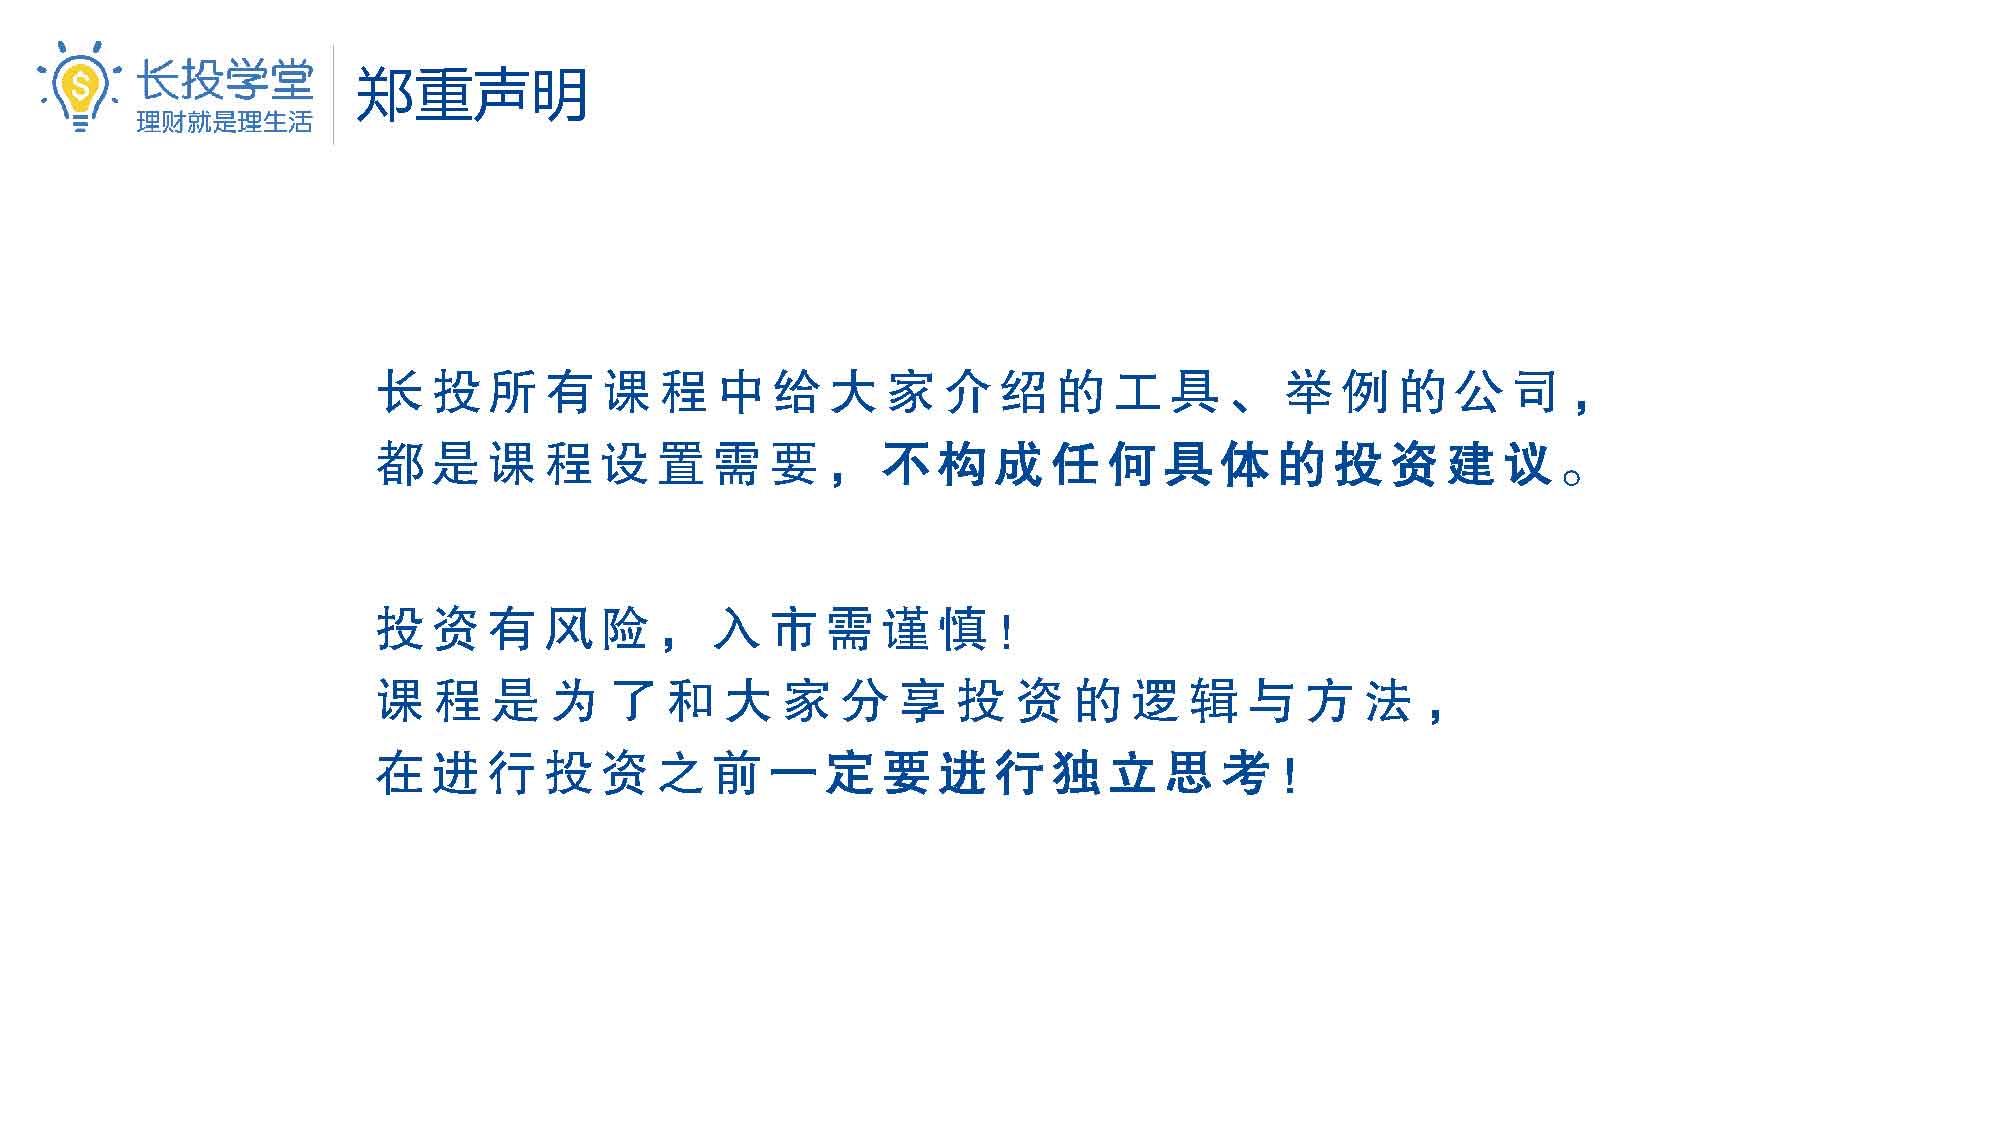 长投学堂
理财就是理生活
郑重声明
长投所有课程中给大家介绍的工具、举例的公司，
都是课程设置需要，不构成任何具体的投资建议。
投资有风险，入市需谨慎！
课程是为了和大家分享投资的逻辑与方法，
在进行投资之前一定要进行独立思考！